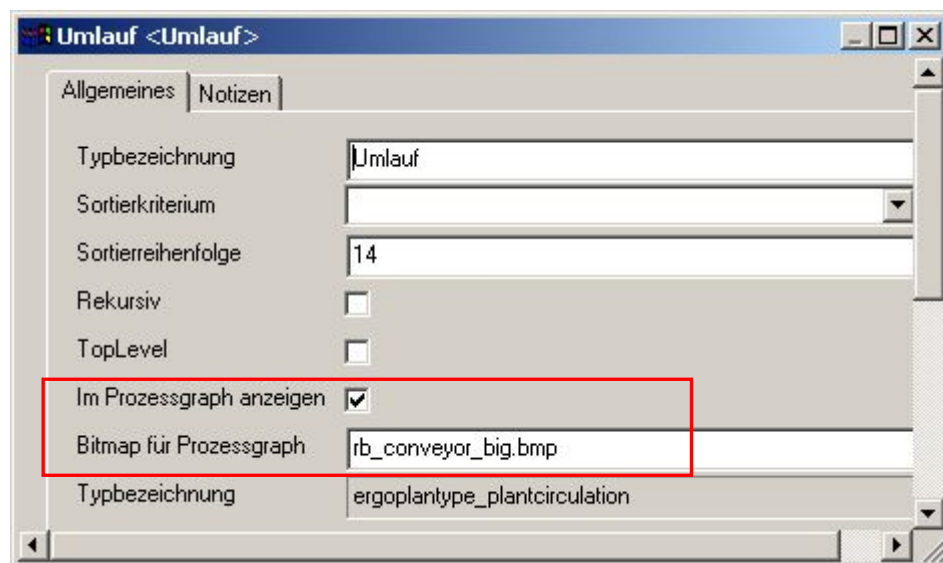 Umlauf <Umlauf>
Allgemeines Notizen
Typbezeichnung Umlauf
Sortierkriterium
Sortierreihenfolge 14
Rekursiv
TopLevel
Im Prozessgraph anzeigen
Bitmap für Prozessgraph rb_conveyor_big.bmp
Typbezeichnung ergoplantype_plantcirculation